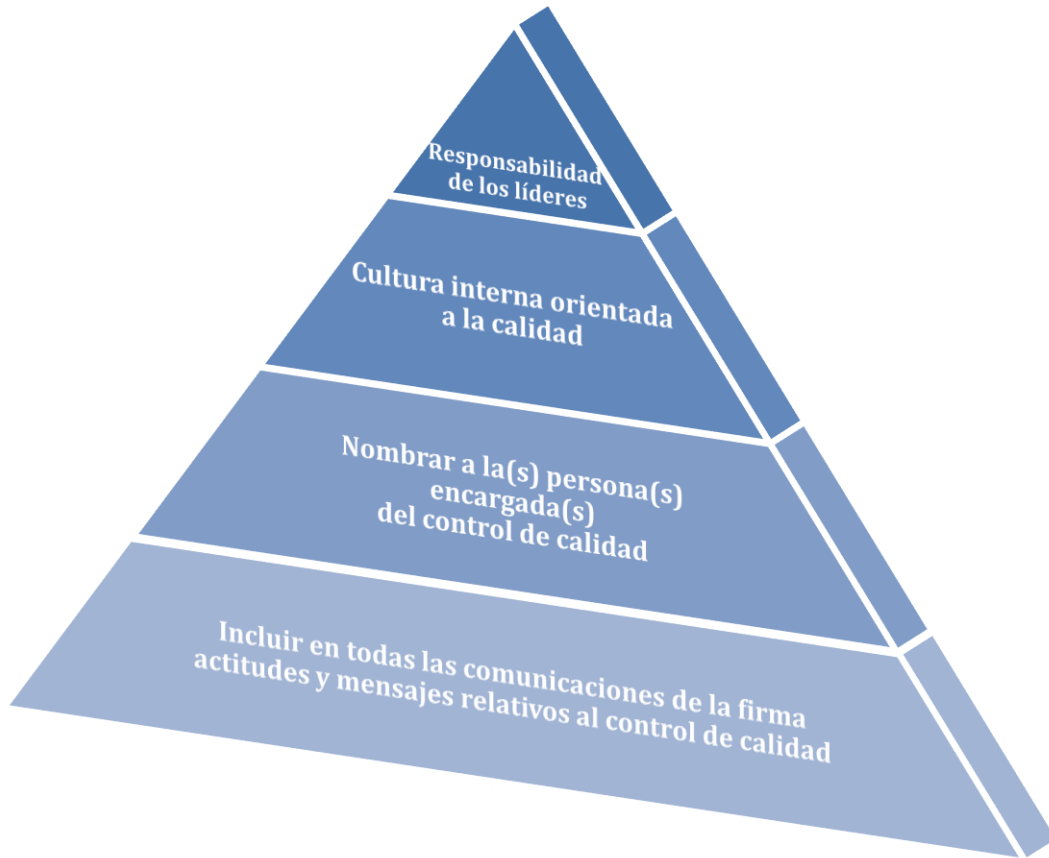 Responsabilidad
de los líderes
Cultura interna orientada
a la calidad
Nombrar a la(s) persona(s)
encargada(s)
del control de calidad
Incluir en todas las comunicaciones de la firma
actitudes y mensajes relativos al control de calidad